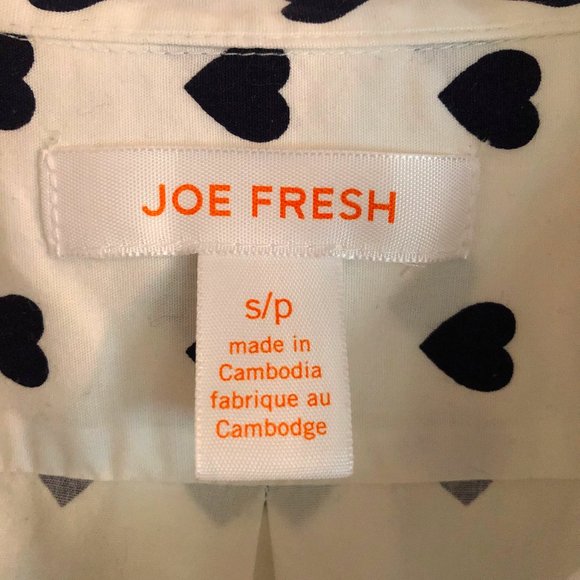 JOE FRESH
s/p
made in
Cambodia
fabrique au
Cambodge